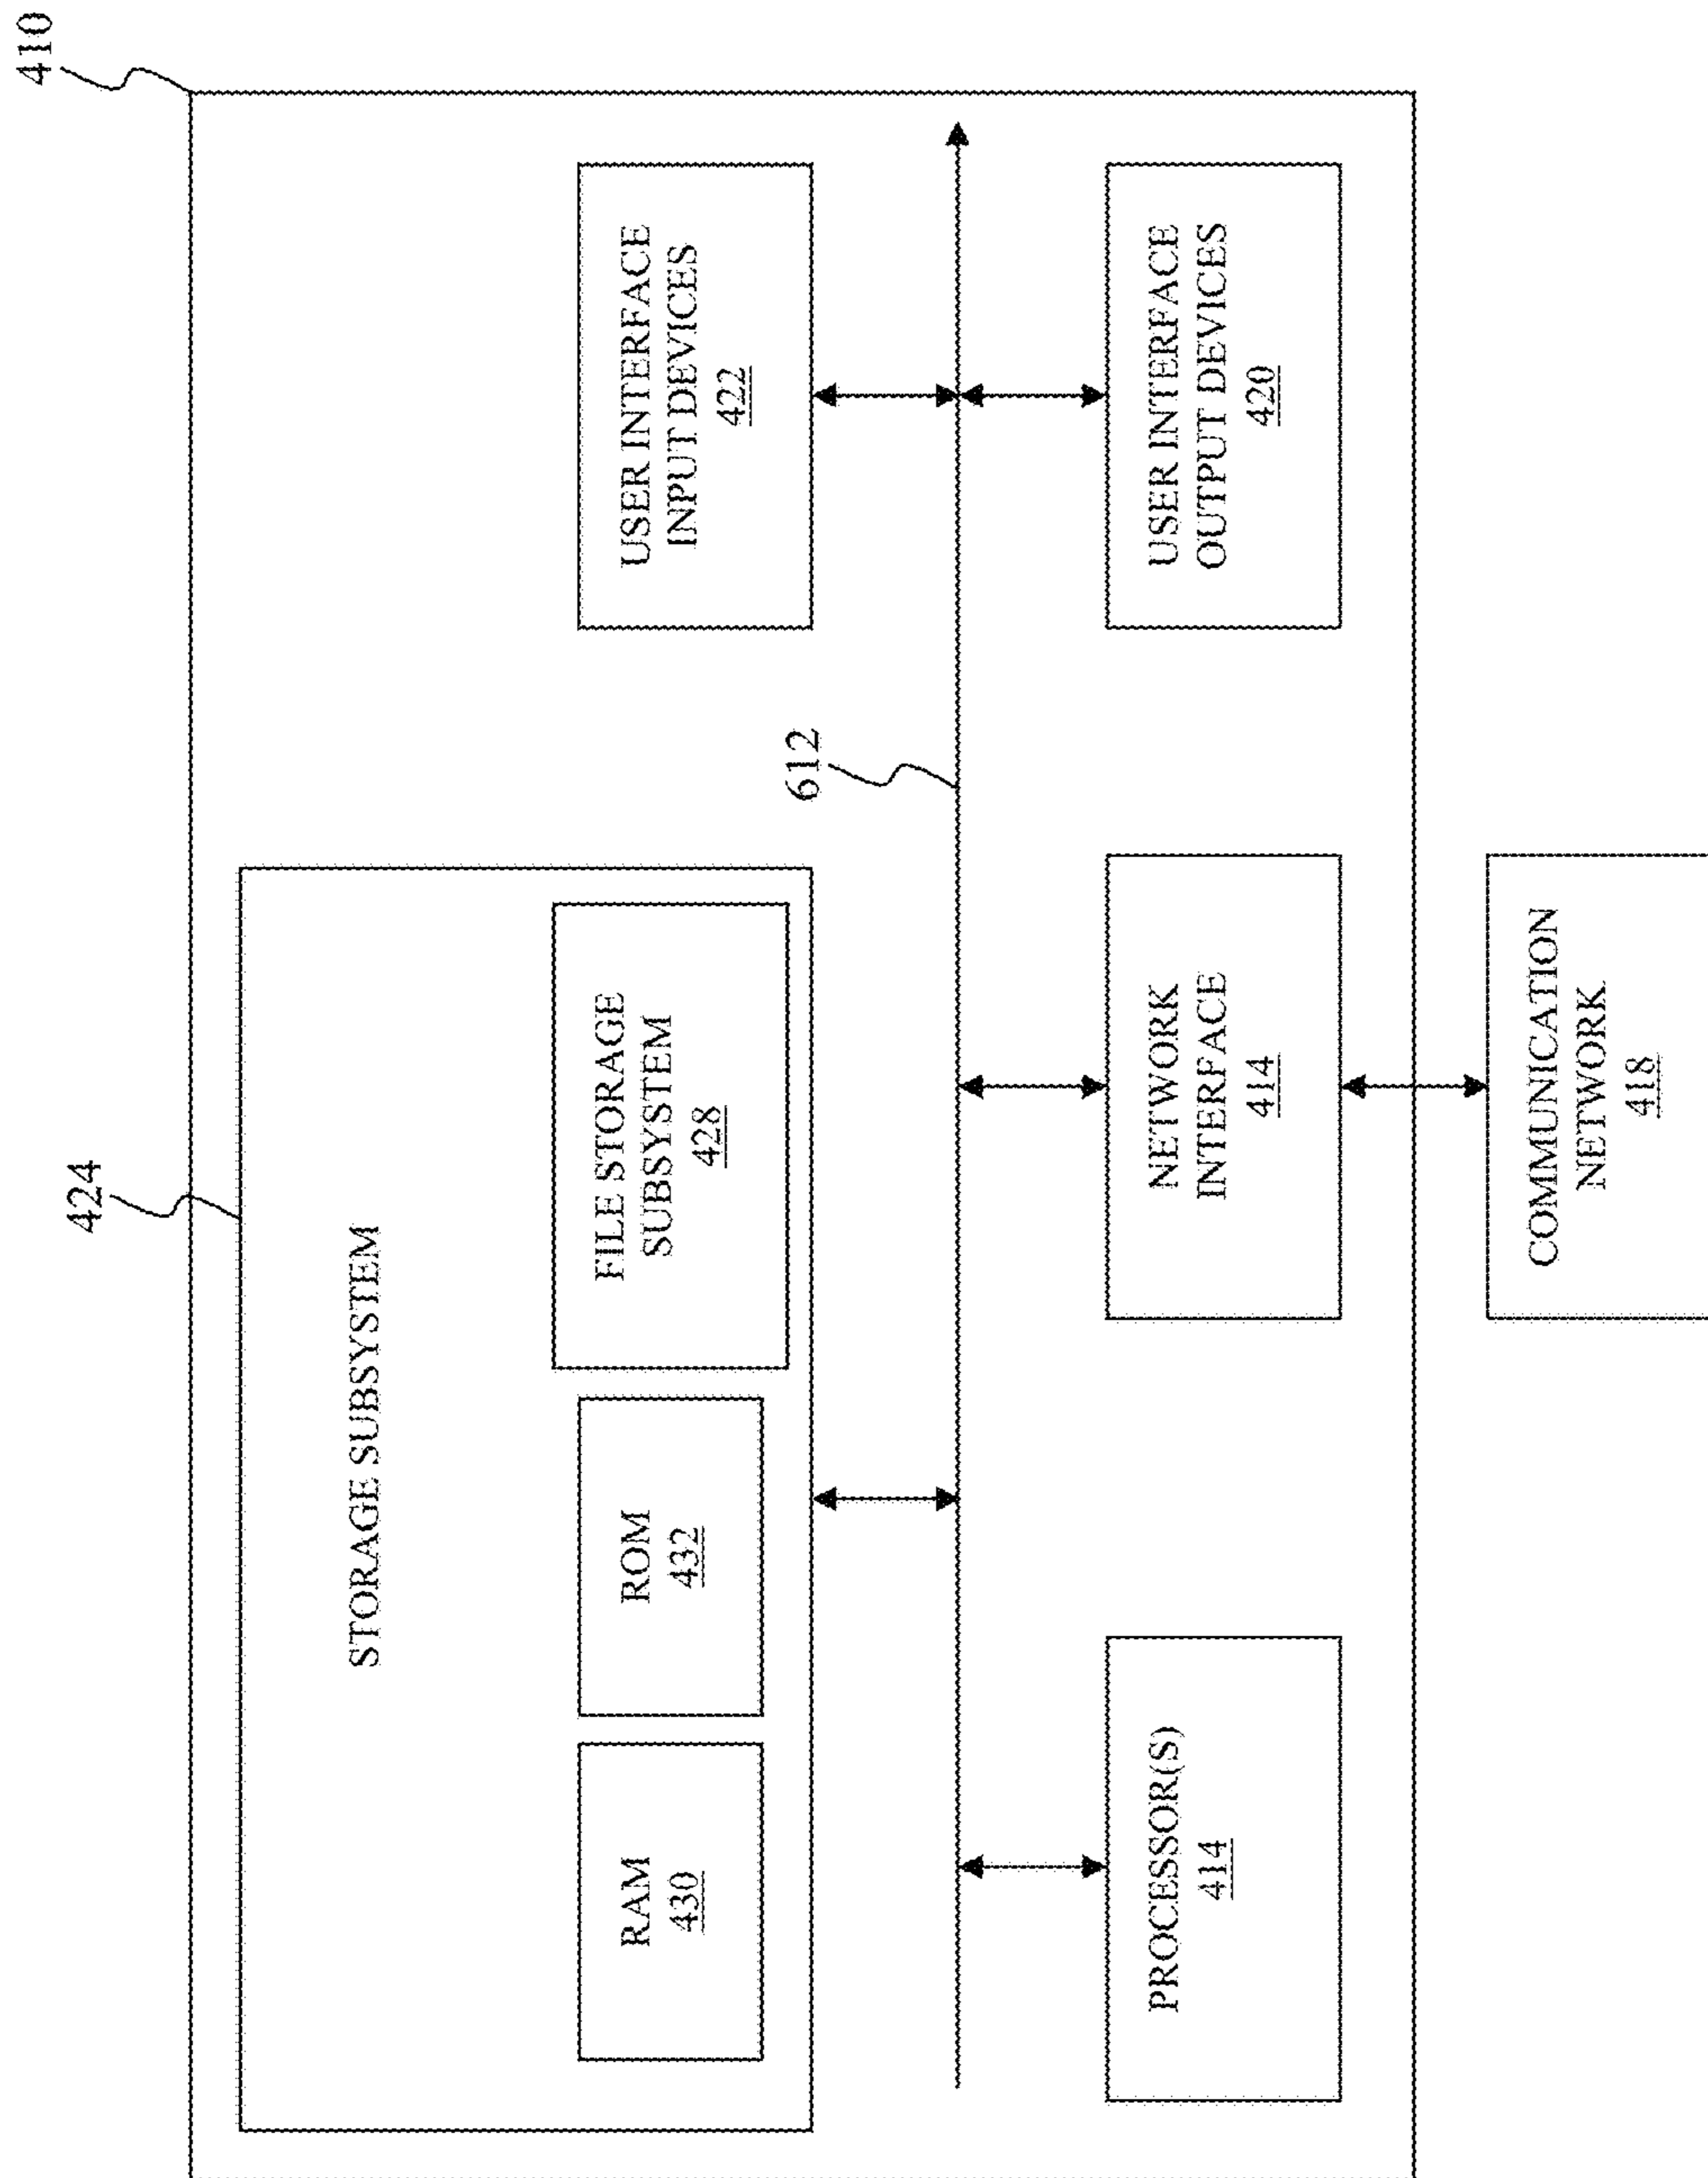 410
424
STORAGE SUBSYSTEM
RAM
430
ROM
432
FILE STORAGE
SUBSYSTEM
428
USER INTERFACE
INPUT DEVICES
422
612
PROCESSOR(S)
414
NETWORK
INTERFACE
414
USER INTERFACE
OUTPUT DEVICES
420
COMMUNICATION
NETWORK
418